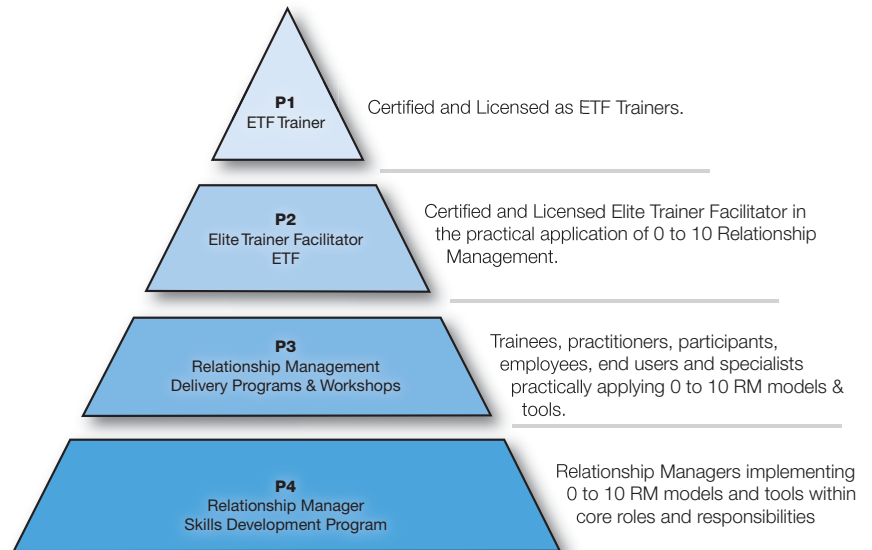 P1
ETF Trainer
Certified and Licensed as ETF Trainers.
P2
Elite Trainer Facilitator
ETF
Certified and Licensed Elite Trainer Facilitator in
the practical application of 0 to 10 Relationship
Management.
P3
Relationship Management
Delivery Programs & Workshops
Trainees, practitioners, participants,
employees, end users and specialists
practically applying 0 to 10 RM models &
tools.
P4
Relationship Manager
Skills Development Program
Relationship Managers implementing
0 to 10 RM models and tools within
core roles and responsibilities